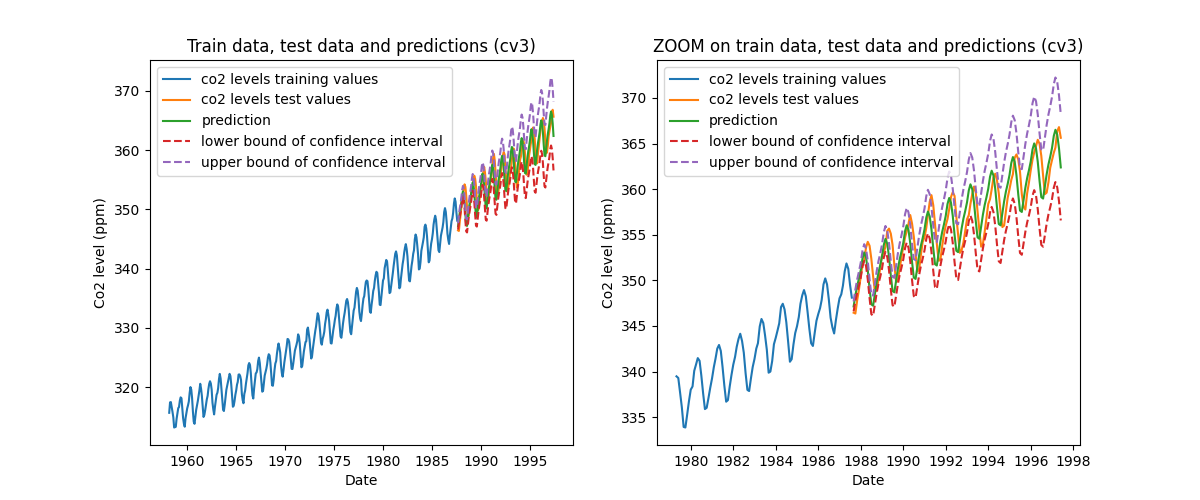 Train data, test data and predictions (cv3)
co2 levels training values
co2 levels test values
prediction
lower bound of confidence interval
upper bound of confidence interval
370
360
350
340
330
320
Co2 level (ppm)
1960 1965 1970 1975 1980 1985 1990 1995
Date
ZOOM on train data, test data and predictions (cv3)
co2 levels training values
co2 levels test values
prediction
lower bound of confidence interval
upper bound of confidence interval
370
365
360
355
350
345
340
335
Co2 level (ppm)
1980 1982 1984 1986 1988 1990 1992 1994 1996 1998
Date